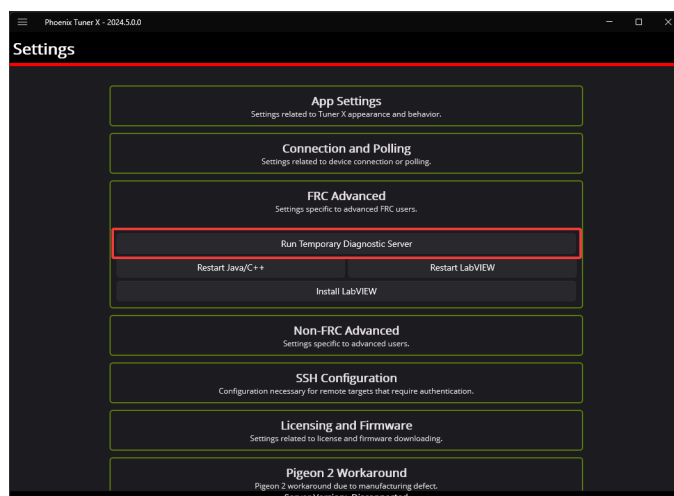 Phoenix Tuner X - 2024.5.0.0
Settings
App Settings
Settings related to Tuner X appearance and behavior.
Connection and Polling
Settings related to device connection or polling.
FRC Advanced
Settings specific to advanced FRC users.
Run Temporary Diagnostic Server
Restart Java/C++ Restart LabVIEW
Install LabVIEW
Non-FRC Advanced
Settings specific to advanced users.
SSH Configuration
Configuration necessary for remote targets that require authentication.
Licensing and Firmware
Settings related to license and firmware downloading.
Pigeon 2 Workaround
Pigeon 2 workaround due to manufacturing defect.
Server Version: Disconnected